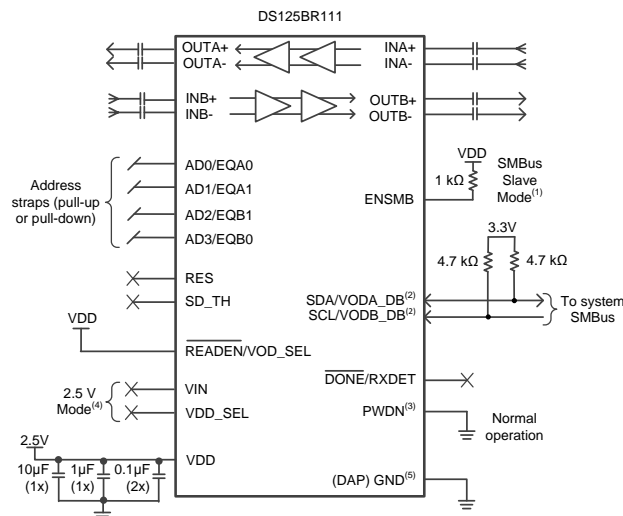 DS125BR111
OUTA+
OUTA-
INA+
INA-
INB+
INB-
OUTB+
OUTB-
Address
straps (pull-up
or pull-down)
AD0/EQA0
AD1/EQA1
AD2/EQB1
AD3/EQB0
VDD
1 kΩ
SMBus
Slave
Mode(1)
ENSMB
3.3V
4.7 kΩ
4.7 kΩ
RES
SD_TH
SDA/VODA_DB(2)
SCL/VODB_DB(2)
To system
SMBus
VDD
READEN/VOD_SEL
2.5 V
Mode(4)
VIN
VDD_SEL
DONE/RXDET
PWDN(3)
Normal
operation
2.5V
VDD
10µF
(1x)
1µF
(1x)
0.1µF
(2x)
(DAP) GND(5)